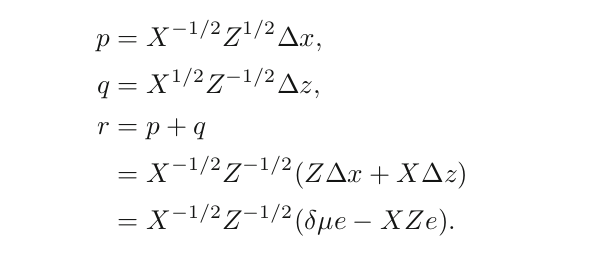 p = X^{-1/2}Z^{1/2}Δx,
q = X^{1/2}Z^{-1/2}Δz,
r = p + q
= X^{-1/2}Z^{-1/2}(ZΔx + XΔz)
= X^{-1/2}Z^{-1/2}(δμe − XZe).